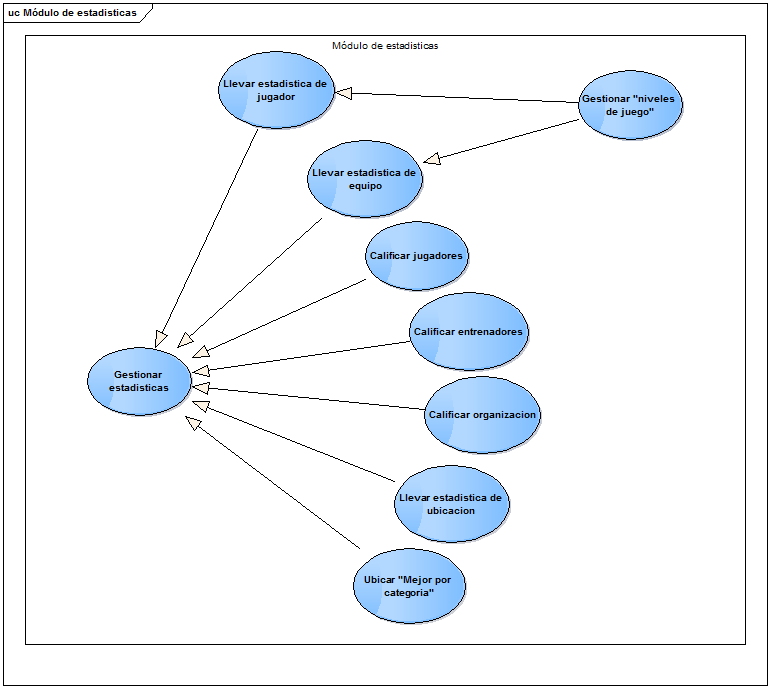 uc Módulo de estadisticas
Módulo de estadisticas
Llevar estadistica de
jugador
Gestionar "niveles
de juego"
Llevar estadistica de
equipo
Calificar jugadores
Calificar entrenadores
Gestionar
estadisticas
Calificar organizacion
Llevar estadistica de
ubicacion
Ubicar "Mejor por
categoria"